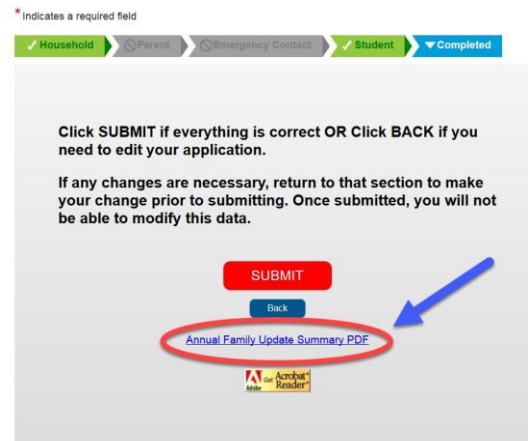 * Indicates a required field
Household Parent Emergency Contact Student Completed
Click SUBMIT if everything is correct OR Click BACK if you
need to edit your application.
If any changes are necessary, return to that section to make
your change prior to submitting. Once submitted, you will not
be able to modify this data.
SUBMIT
Back
Annual Family Update Summary PDF
Adobe Get Acrobat®
Reader®